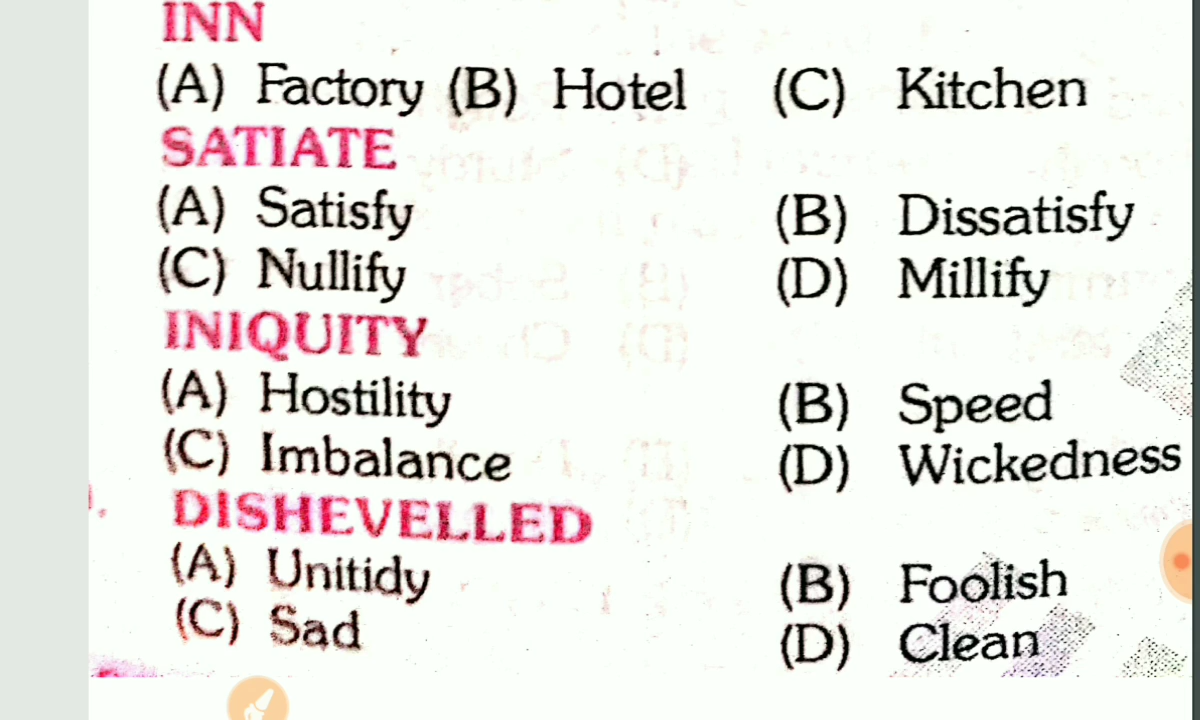 INN
(A) Factory (B) Hotel (C) Kitchen
SATIATE
(A) Satisfy (B) Dissatisfy
(C) Nullify (D) Millify
INIQUITY
(A) Hostility (B) Speed
(C) Imbalance (D) Wickedness
DISHEVELLED
(A) Unitidy (B) Foolish
(C) Sad (D) Clean